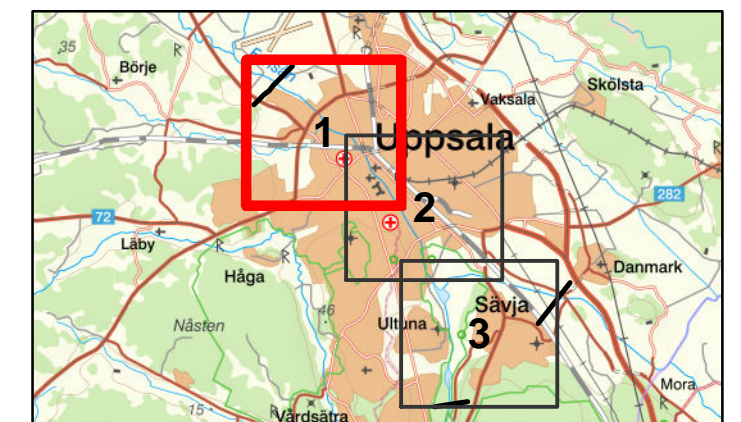 35
Börje
Skölsta
Vaksala
1
Uppsala
282
2
72
Läby
Danmark
Håga
Sävja
46
Ultuna
Nåsten
3
Mora
15
Vårdsätra